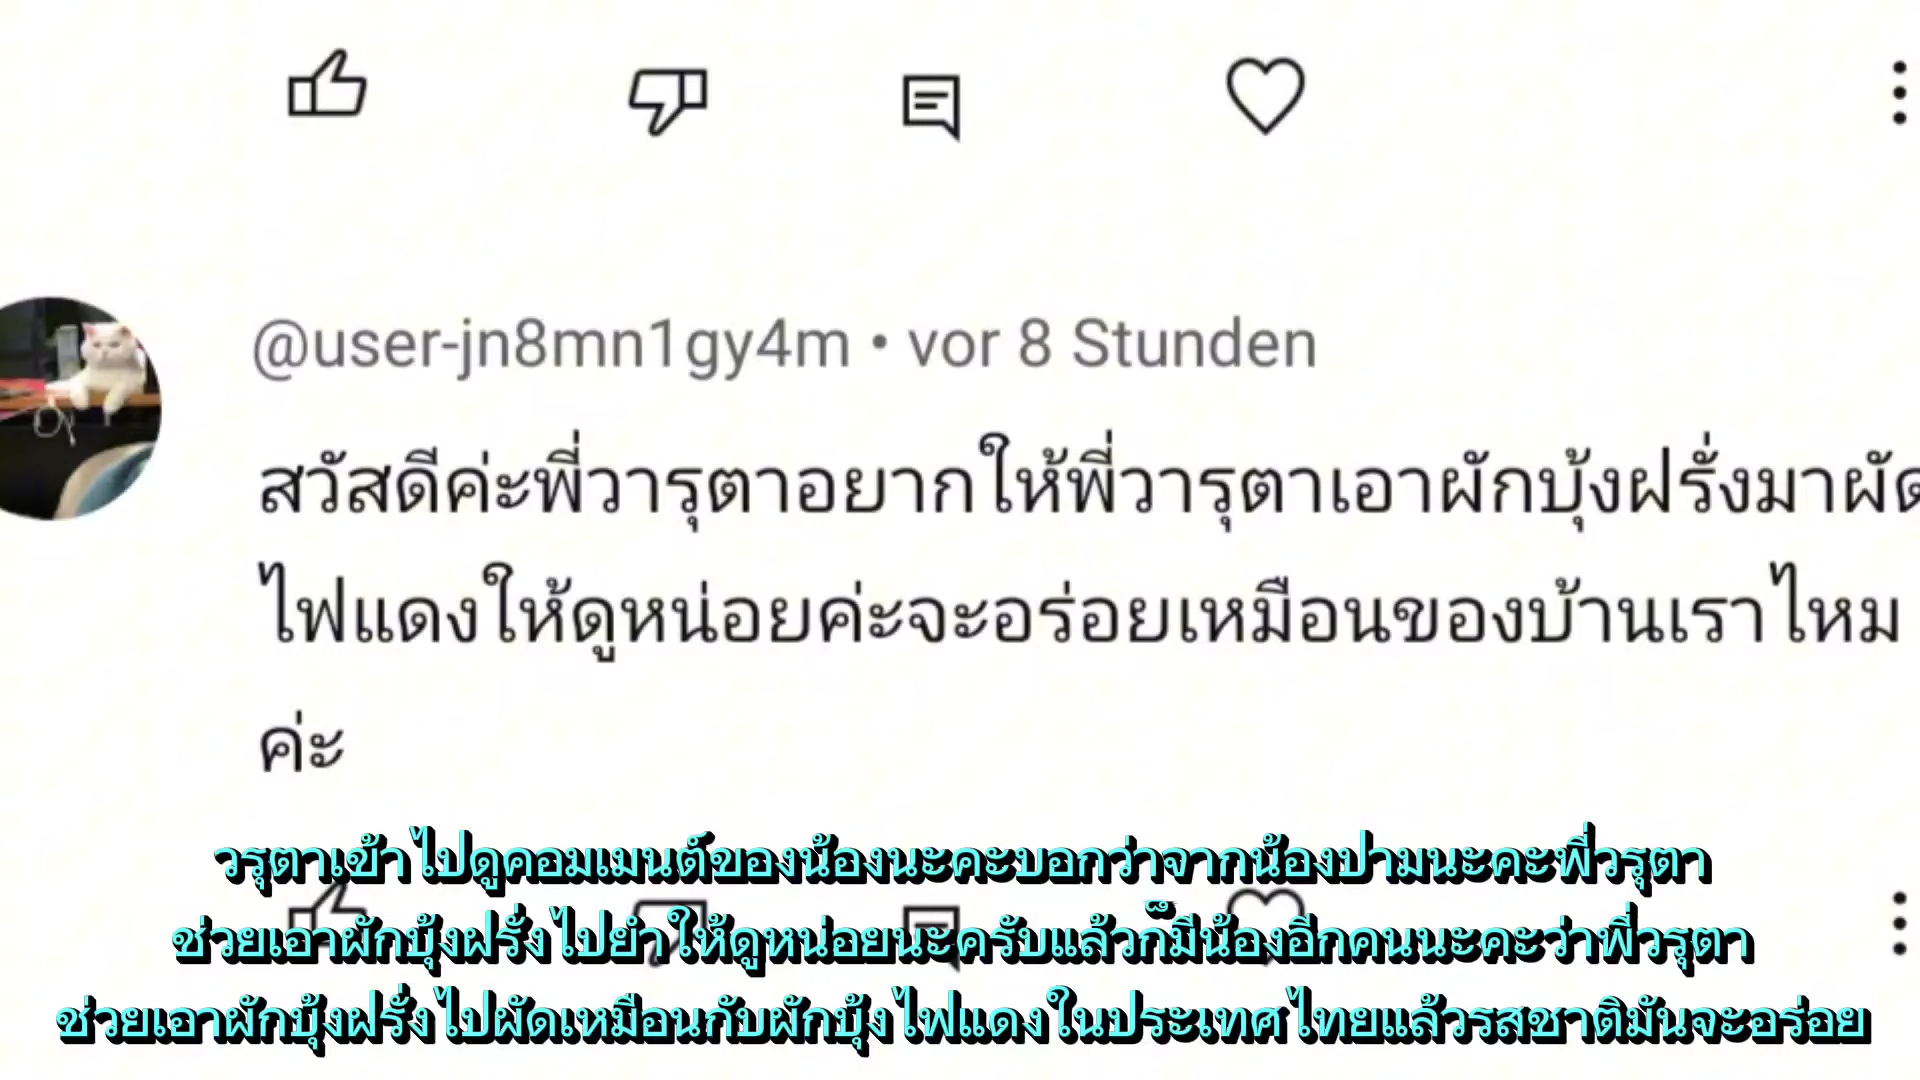 @user-jn8mn1gy4m • vor 8 Stunden
สวัสดีค่ะพี่วารุตาอยากให้พี่วารุตาเอาผักบุ้งฝรั่งมาผัด
ไฟแดงให้ดูหน่อยค่ะจะอร่อยเหมือนของบ้านเราไหม
ค่ะ
วรุตาเข้าไปดูคอมเมนต์ของน้องนะคะบอกว่าจากน้องปามนะคะพี่วรุตา
ช่วยเอาผักบุ้งฝรั่งไปยำให้ดูหน่อยนะครับแล้วก็มีน้องอีกคนนะคะว่าพี่วรุตา
ช่วยเอาผักบุ้งฝรั่งไปผัดเหมือนกับผักบุ้งไฟแดงในประเทศไทยแล้วรสชาติมันจะอร่อย